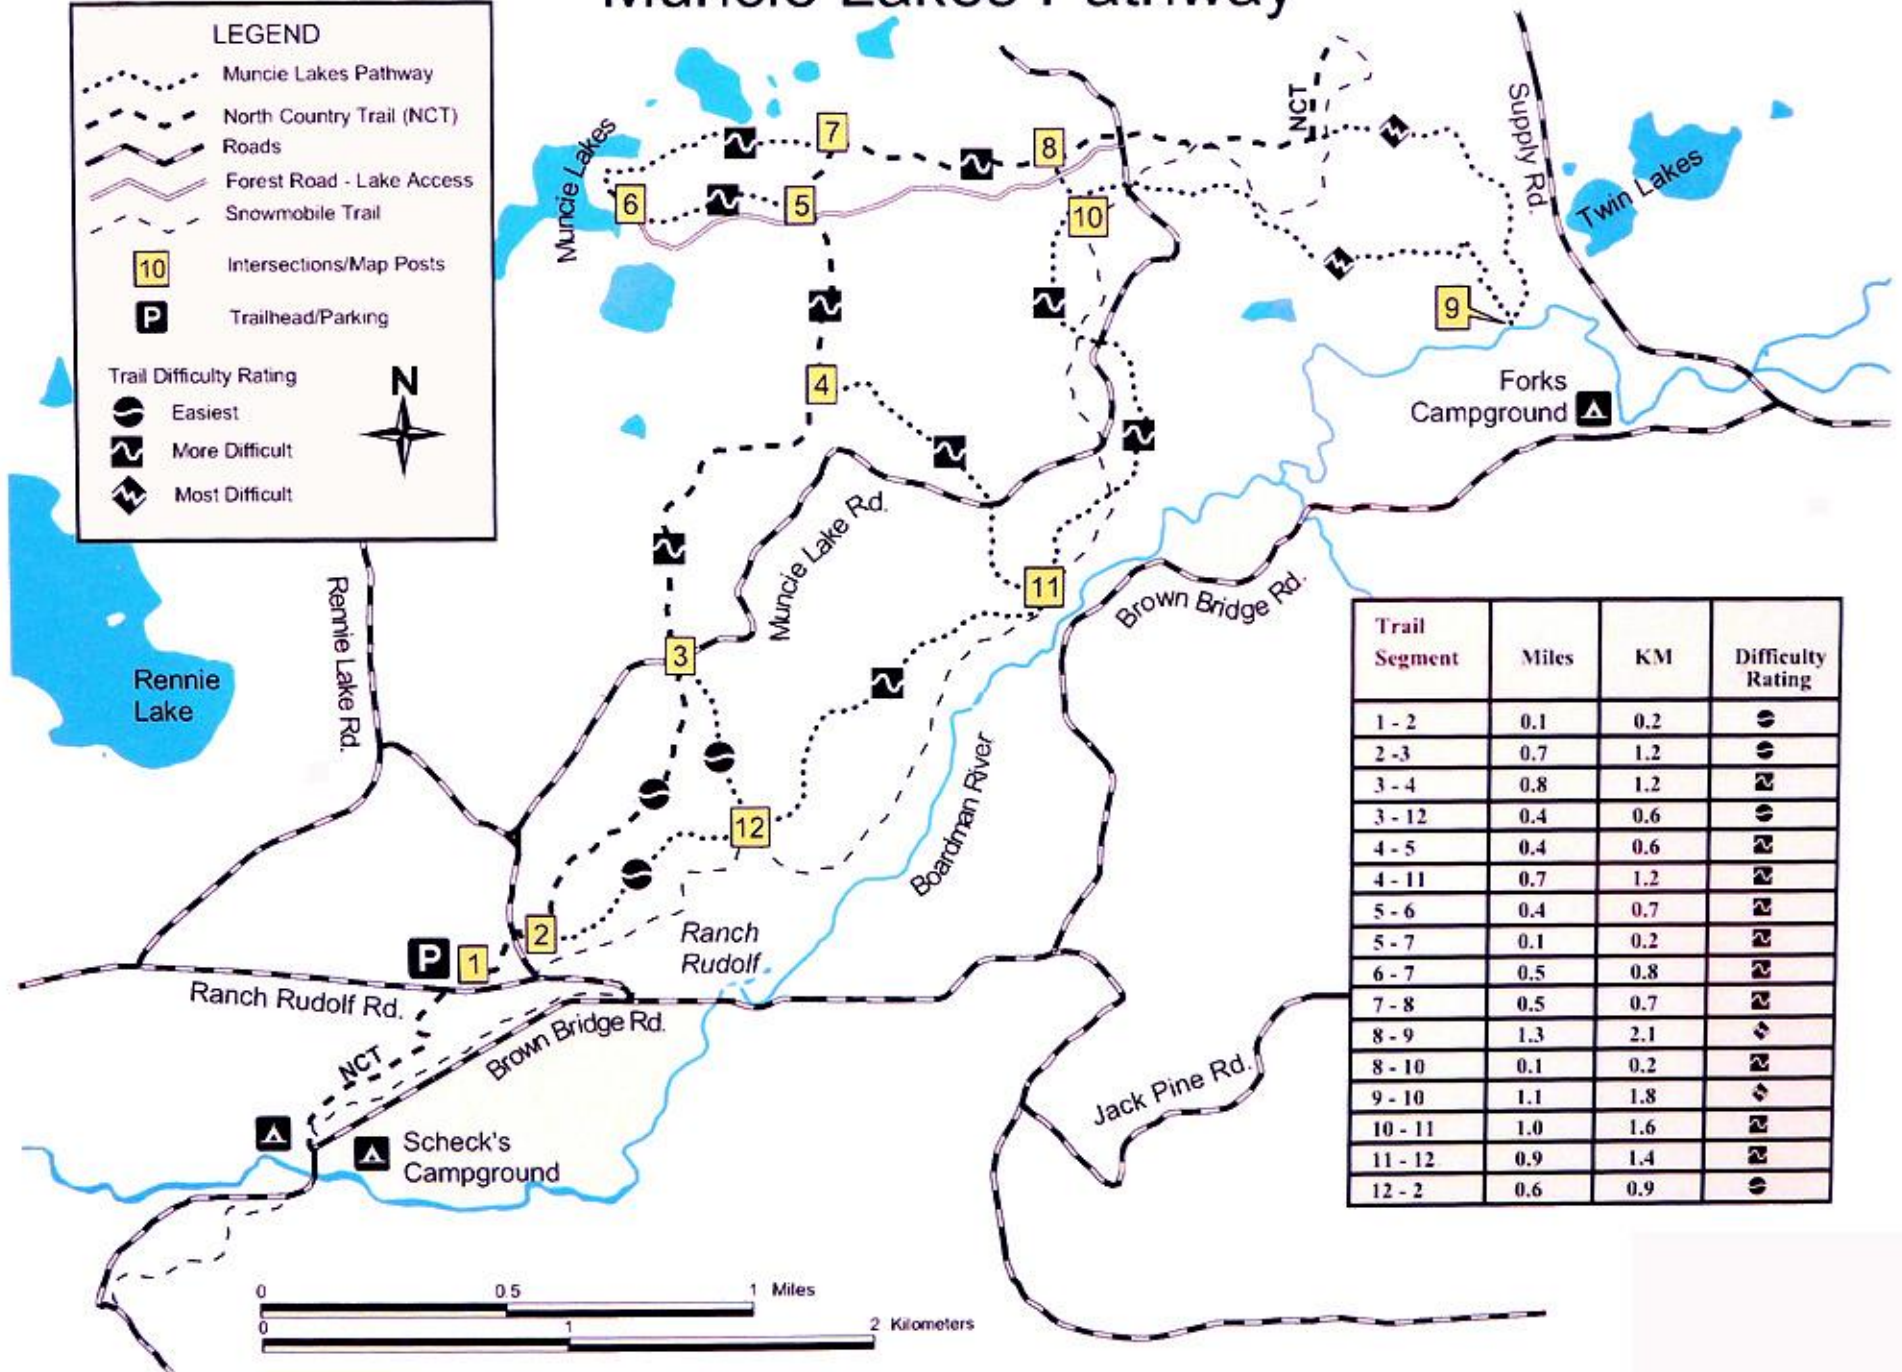 Muncie Lakes Pathway
LEGEND
Muncie Lakes Pathway
North Country Trail (NCT)
Roads
Forest Road - Lake Access
Snowmobile Trail
10 Intersections/Map Posts
P Trailhead/Parking
Trail Difficulty Rating
Easiest
More Difficult
Most Difficult
N
Muncie Lakes
7
8
NCT
Supply Rd.
Twin Lakes
6
5
10
9
4
Forks
Campground
Muncie Lake Rd.
11
Brown Bridge Rd.
Rennie Lake Rd.
Rennie
Lake
3
12
Boardman River
2
P
1
Ranch
Rudolf
Ranch Rudolf Rd.
Brown Bridge Rd.
NCT
Jack Pine Rd.
Scheck's
Campground
Trail
Segment Miles KM Difficulty
Rating
1 - 2 0.1 0.2
2 -3 0.7 1.2
3 - 4 0.8 1.2
3 - 12 0.4 0.6
4 - 5 0.4 0.6
4 - 11 0.7 1.2
5 - 6 0.4 0.7
5 - 7 0.1 0.2
6 - 7 0.5 0.8
7 - 8 0.5 0.7
8 - 9 1.3 2.1
8 - 10 0.1 0.2
9 - 10 1.1 1.8
10 - 11 1.0 1.6
11 - 12 0.9 1.4
12 - 2 0.6 0.9
0 0.5 1 Miles
0 1 2 Kilometers